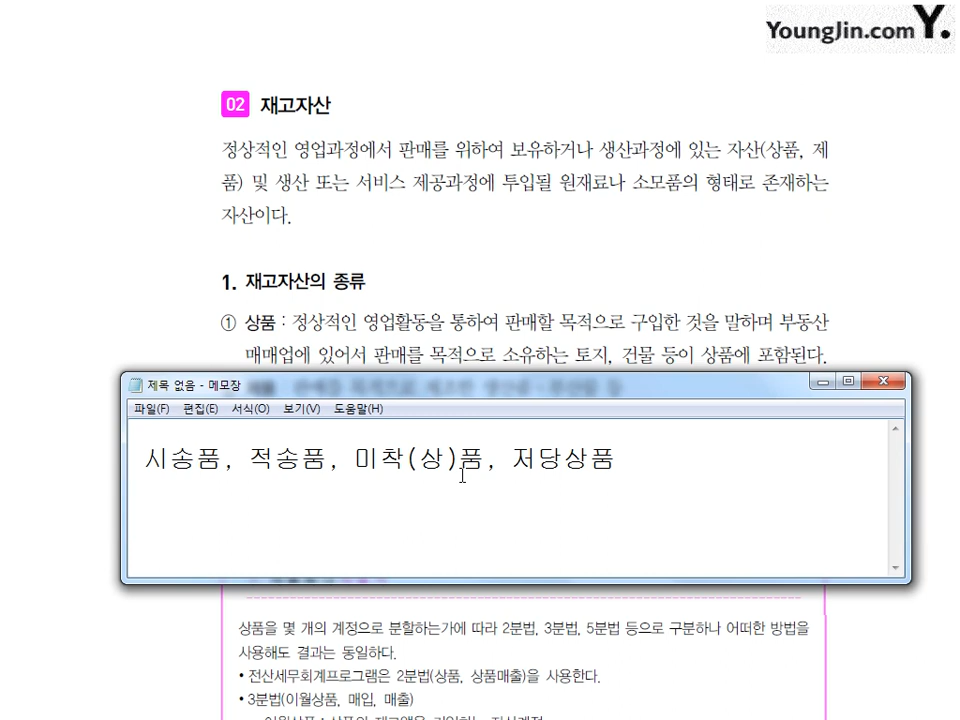 YoungJin.com Y.
02 재고자산
정상적인 영업과정에서 판매를 위하여 보유하거나 생산과정에 있는 자산(상품, 제
품) 및 생산 또는 서비스 제공과정에 투입될 원재료나 소모품의 형태로 존재하는
자산이다.
1. 재고자산의 종류
① 상품 : 정상적인 영업활동을 통하여 판매할 목적으로 구입한 것을 말하며 부동산
매매업에 있어서 판매를 목적으로 소유하는 토지, 건물 등이 상품에 포함된다.
제목 없음 - 메모장
파일(F) 편집(E) 서식(O) 보기(V) 도움말(H)
시송품, 적송품, 미착(상)품, 저당상품
상품을 몇 개의 계정으로 분할하는가에 따라 2분법, 3분법, 5분법 등으로 구분하나 어떠한 방법을
사용해도 결과는 동일하다.
• 전산세무회계프로그램은 2분법(상품, 상품매출)을 사용한다.
• 3분법(이월상품, 매입, 매출)